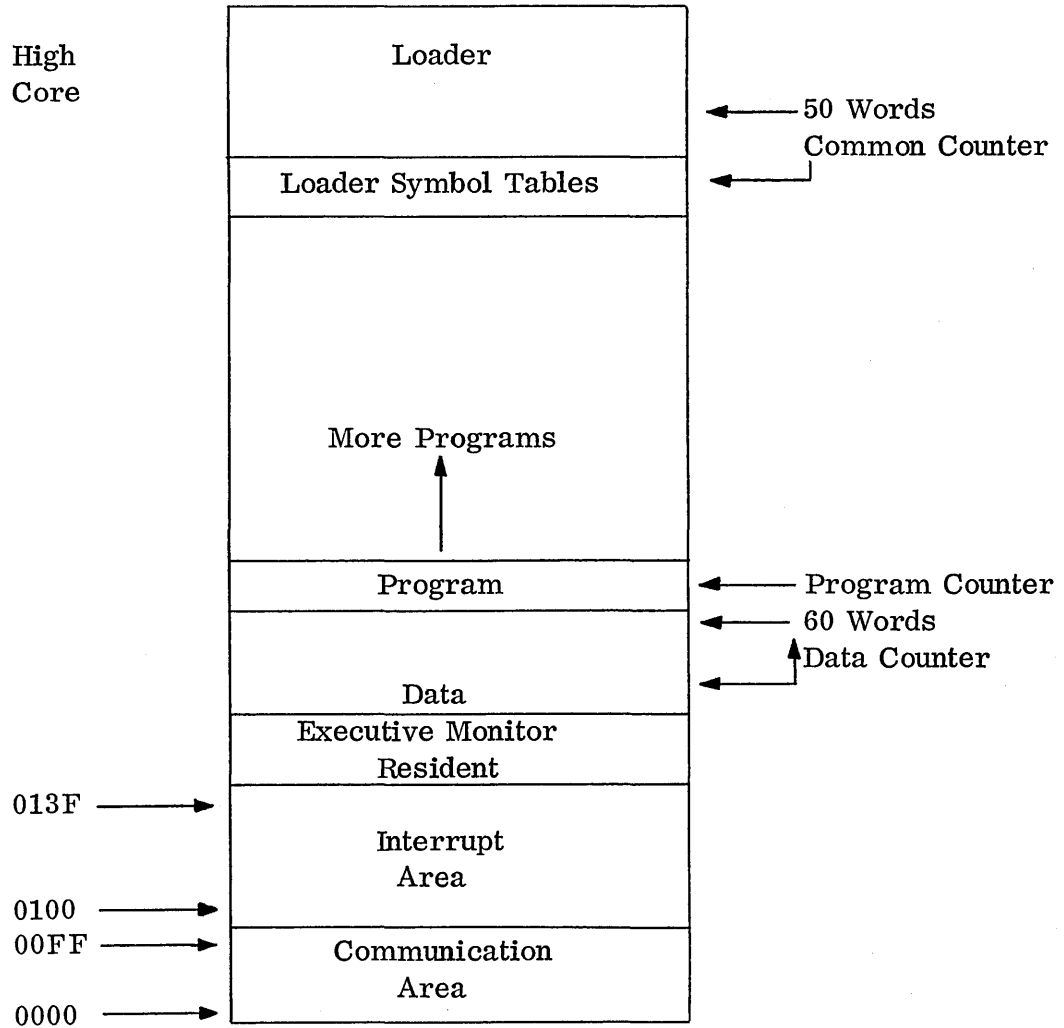 High
Core
Loader
50 Words
Common Counter
Loader Symbol Tables
More Programs
Program
Program Counter
60 Words
Data Counter
Data
Executive Monitor
Resident
013F
Interrupt
Area
0100
00FF
Communication
Area
0000